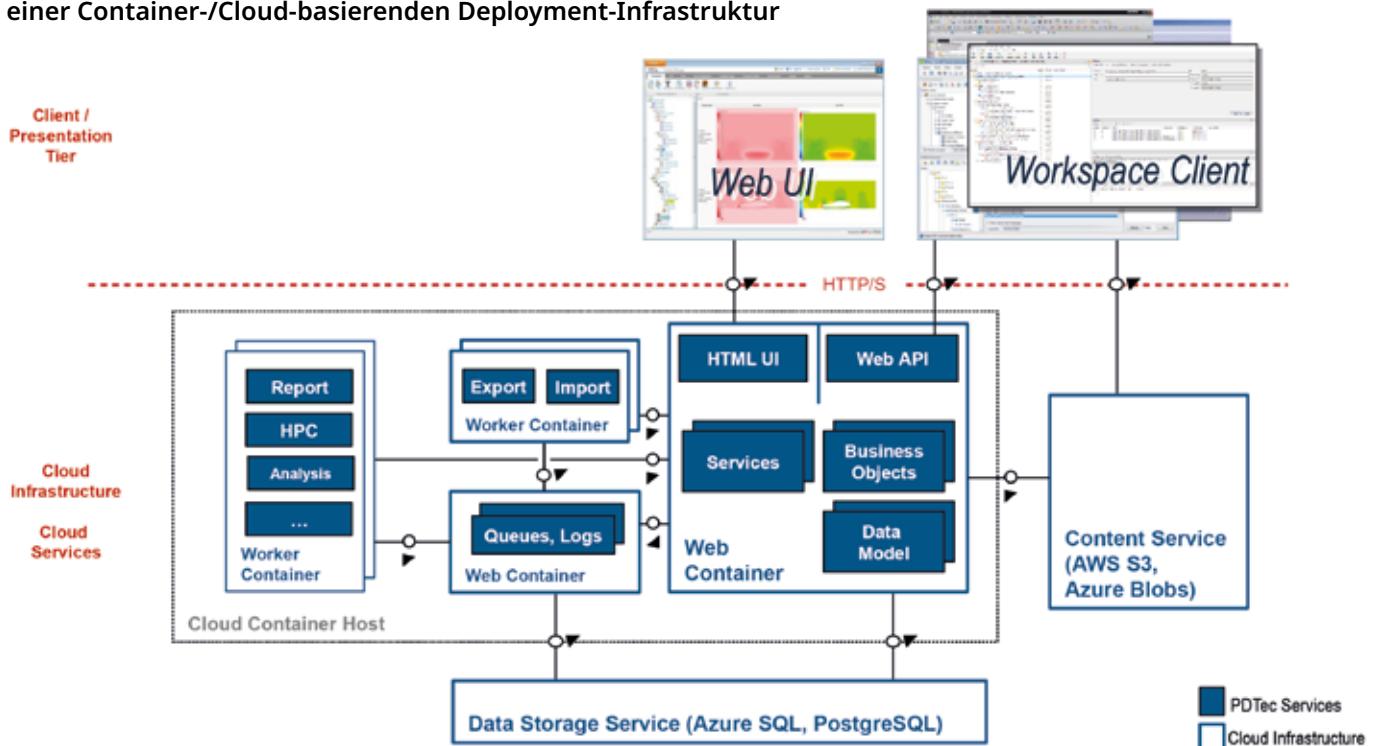 einer Container-/Cloud-basierenden Deployment-Infrastruktur
Client /
Presentation
Tier
Web UI
Workspace Client
HTTP/S
HTML UI
Web API
Report
HPC
Analysis
...
Worker
Container
Export
Import
Worker Container
Services
Business
Objects
Data
Model
Web
Container
Queues, Logs
Web Container
Cloud
Infrastructure
Cloud
Services
Content Service
(AWS S3,
Azure Blobs)
Cloud Container Host
Data Storage Service (Azure SQL, PostgreSQL)
PDTec Services
Cloud Infrastructure